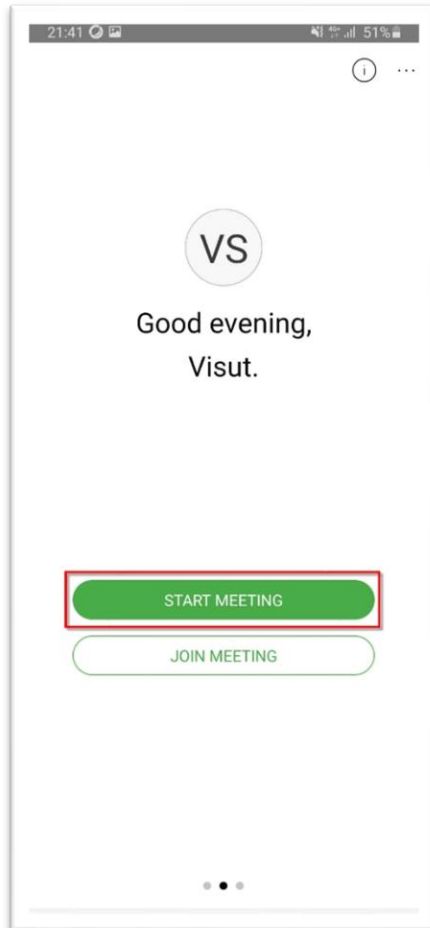 21:41 51%
VS
Good evening,
Visut.
START MEETING
JOIN MEETING